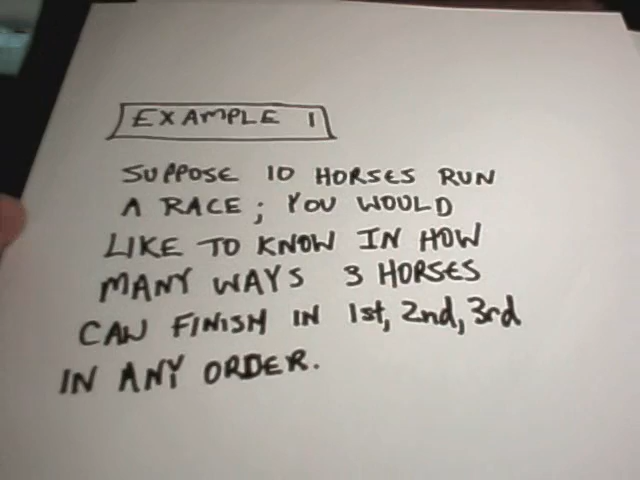 EXAMPLE 1
SUPPOSE 10 HORSES RUN
A RACE; YOU WOULD
LIKE TO KNOW IN HOW
MANY WAYS 3 HORSES
CAN FINISH IN 1st, 2nd, 3rd
IN ANY ORDER.